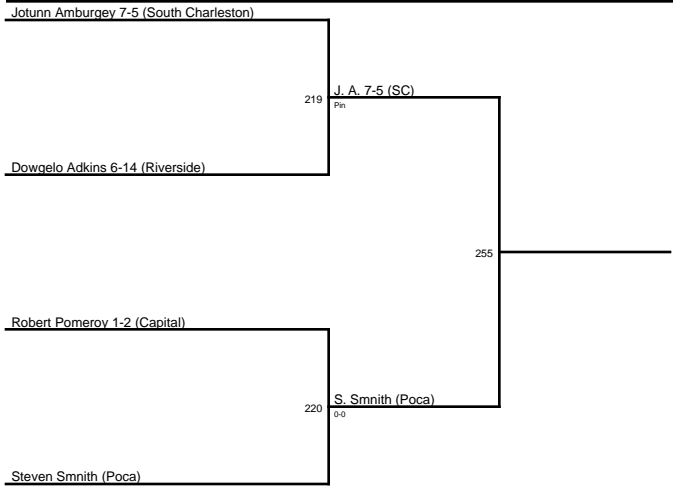 Jotunn Amburgey 7-5 (South Charleston)
219
J. A. 7-5 (SC)
Pin
Dowgelo Adkins 6-14 (Riverside)
255
Robert Pomeroy 1-2 (Capital)
220
S. Smnith (Poca)
0-0
Steven Smnith (Poca)